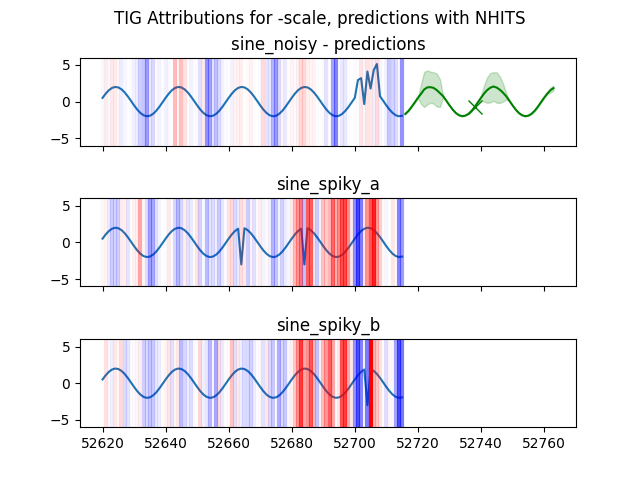 TIG Attributions for -scale, predictions with NHITS
sine_noisy - predictions
5
0
−5
sine_spiky_a
5
0
−5
sine_spiky_b
5
0
−5
52620 52640 52660 52680 52700 52720 52740 52760